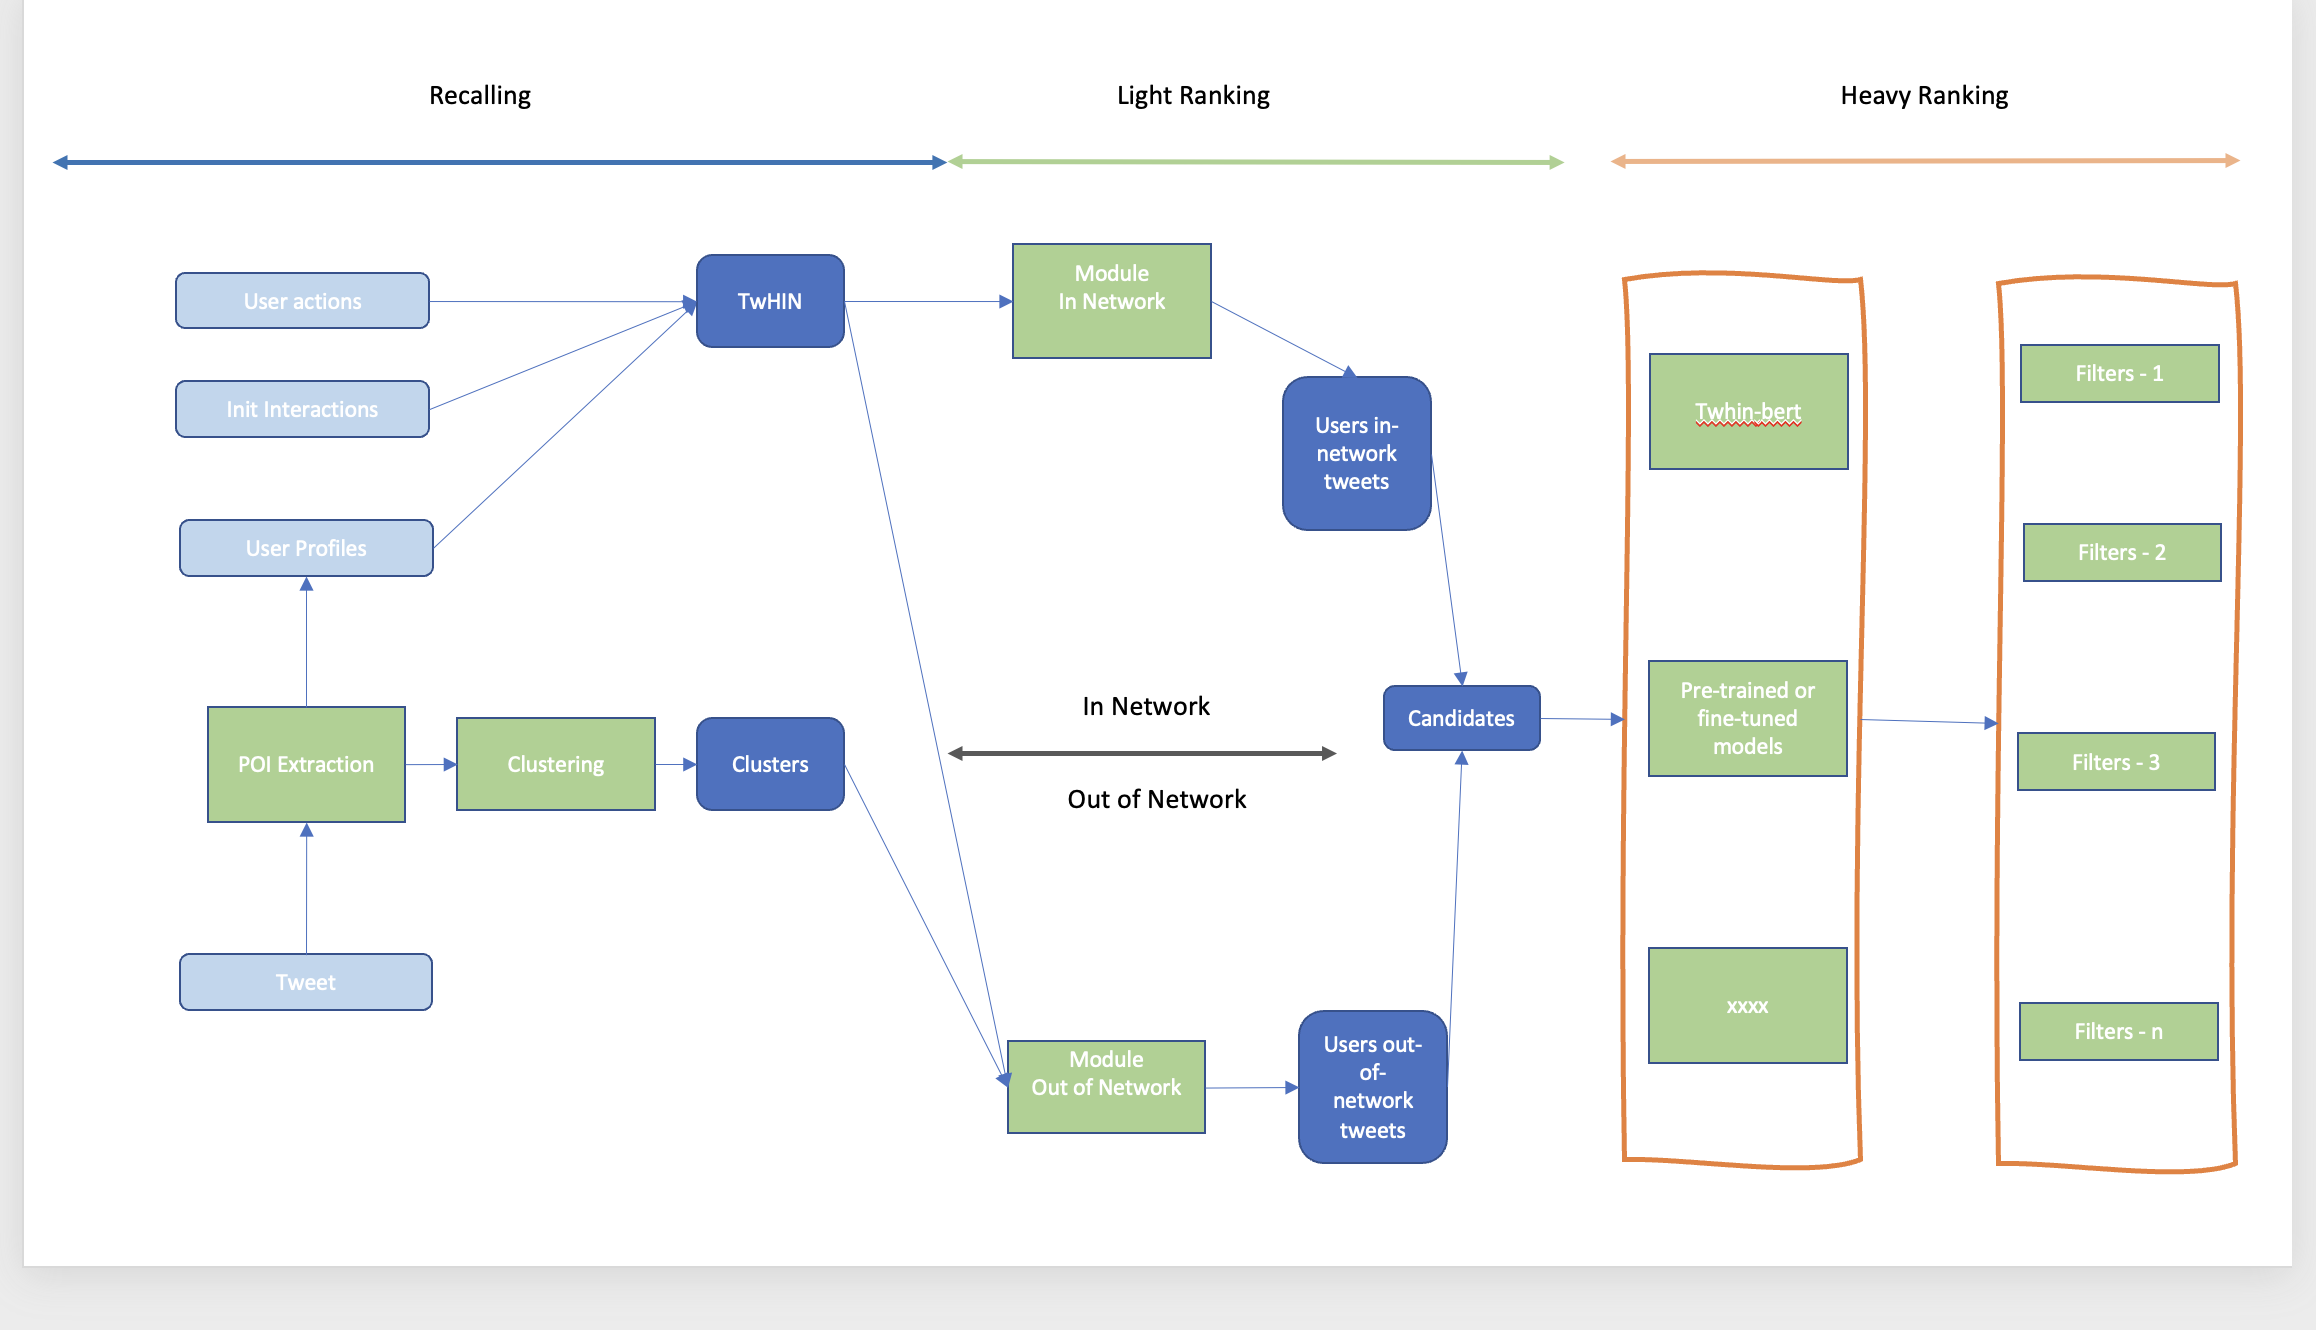 Recalling
Light Ranking
Heavy Ranking
User actions
Init Interactions
User Profiles
TwHIN
Module
In Network
Users in-
network
tweets
POI Extraction
Clustering
Clusters
Tweet
In Network
Out of Network
Module
Out of Network
Users out-
of-
network
tweets
Candidates
Twhin-bert
Pre-trained or
fine-tuned
models
xxxx
Filters - 1
Filters - 2
Filters - 3
Filters - n